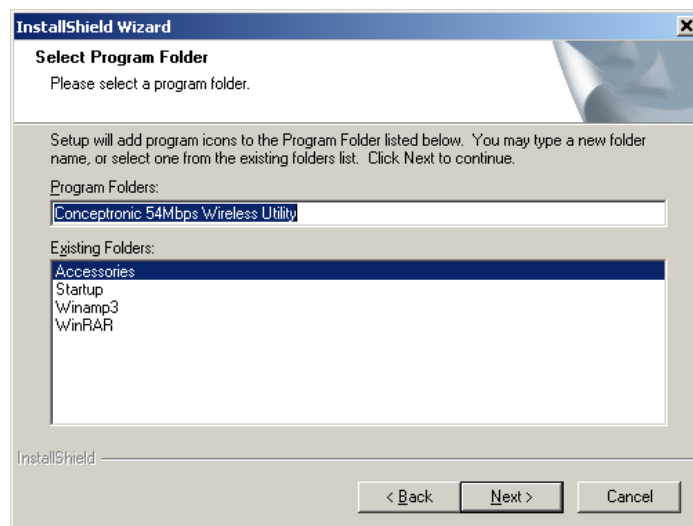 InstallShield Wizard
Select Program Folder
Please select a program folder.
Setup will add program icons to the Program Folder listed below. You may type a new folder
name, or select one from the existing folders list. Click Next to continue.
Program Folders:
Conceptronic 54Mbps Wireless Utility
Existing Folders:
Accessories
Startup
Winamp3
WinRAR
InstallShield
< Back Next > Cancel